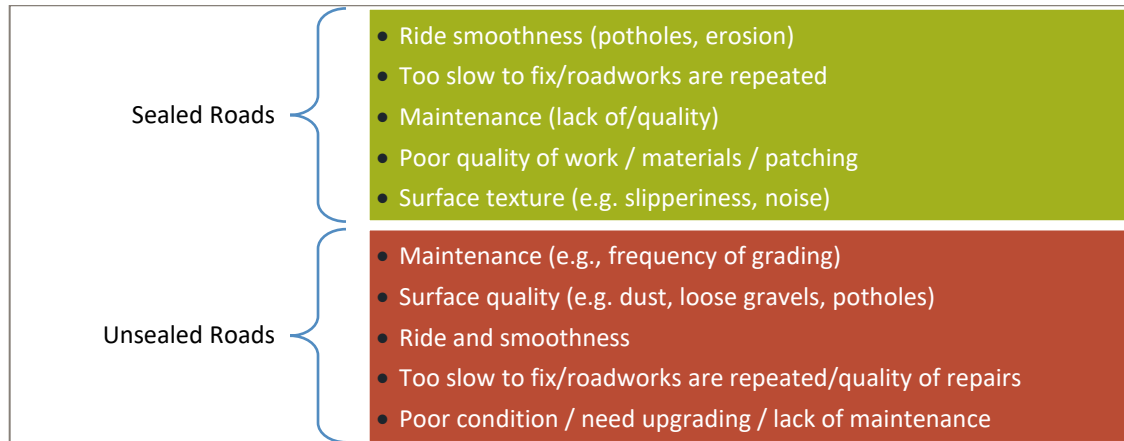 Sealed Roads
• Ride smoothness (potholes, erosion)
• Too slow to fix/roadworks are repeated
• Maintenance (lack of/quality)
• Poor quality of work / materials / patching
• Surface texture (e.g. slipperiness, noise)
Unsealed Roads
• Maintenance (e.g., frequency of grading)
• Surface quality (e.g. dust, loose gravels, potholes)
• Ride and smoothness
• Too slow to fix/roadworks are repeated/quality of repairs
• Poor condition / need upgrading / lack of maintenance